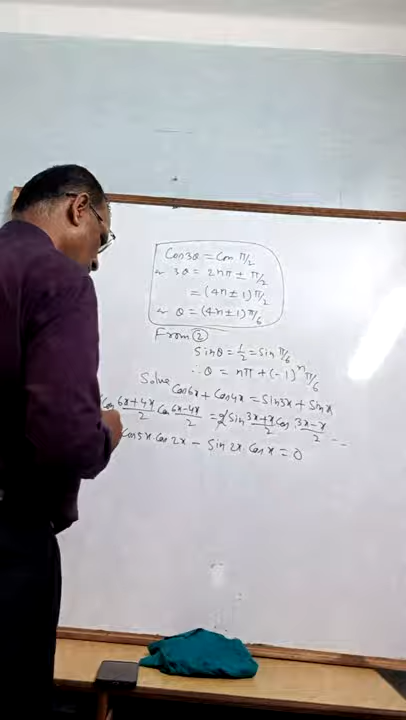 Cos3θ = Cos π/2
∴ 3θ = 2nπ ± π/2
= (4n±1)π/2
∴ θ = (4n±1)π/6
From ②
Sinθ = 1/2 = Sin π/6
∴ θ = nπ + (-1)ⁿ π/6
Solve
Cos6x + Cos4x = Sin3x + Sinx
Cos (6x+4x)/2 Cos (6x-4x)/2 = 2 Sin (3x+x)/2 Cos (3x-x)/2
Cos5x Cos2x - Sin2x Cosx = 0